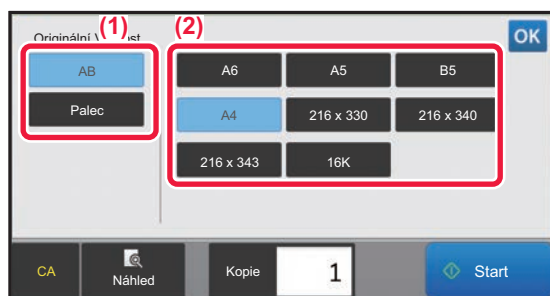 (1) (2)
Originální V ost OK
AB A6 A5 B5
Palec A4 216 x 330 216 x 340
216 x 343 16K
CA Náhled Kopie 1 Start